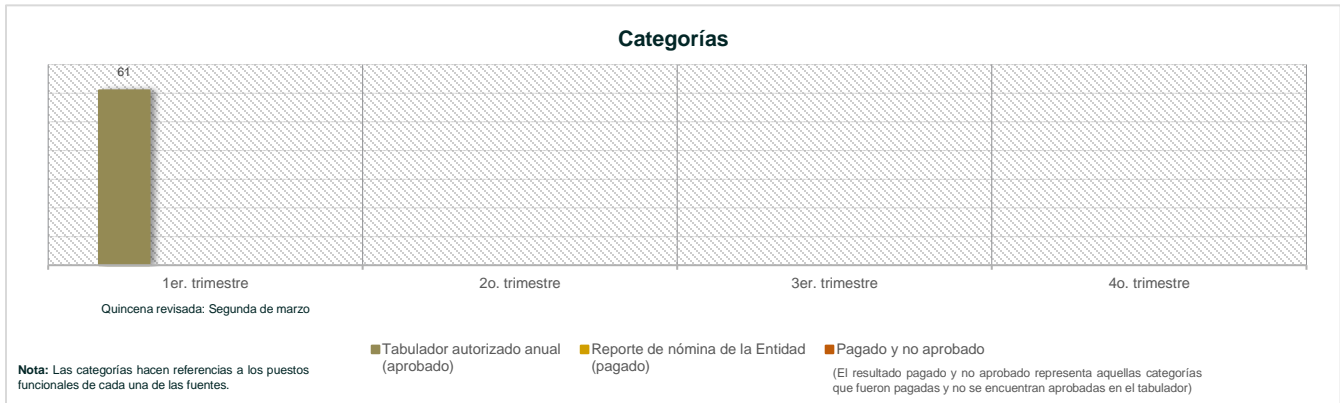 Categorías
61
1er. trimestre
2o. trimestre
3er. trimestre
4o. trimestre
Quincena revisada: Segunda de marzo
Tabulador autorizado anual
(aprobado)
Reporte de nómina de la Entidad
(pagado)
Pagado y no aprobado
(El resultado pagado y no aprobado representa aquellas categorías
que fueron pagadas y no se encuentran aprobadas en el tabulador)
Nota: Las categorías hacen referencias a los puestos
funcionales de cada una de las fuentes.